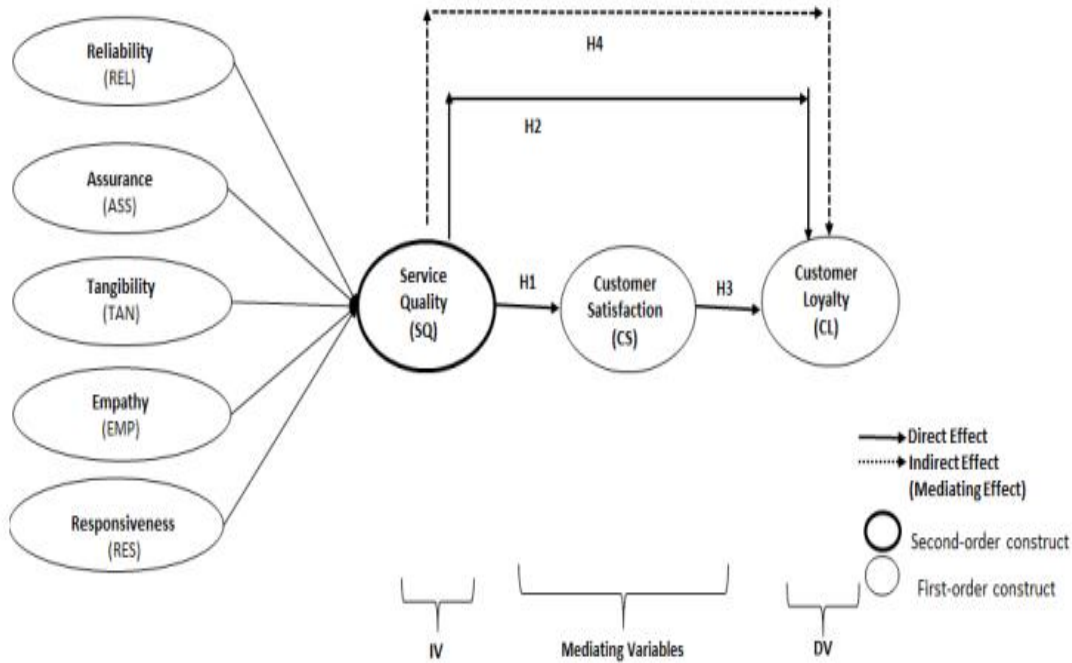 Reliability
(REL)
Assurance
(ASS)
Tangibility
(TAN)
Empathy
(EMP)
Responsiveness
(RES)
H4
H2
Service
Quality
(SQ)
H1
Customer
Satisfaction
(CS)
H3
Customer
Loyalty
(CL)
Direct Effect
Indirect Effect
(Mediating Effect)
Second-order construct
First-order construct
IV
Mediating Variables
DV